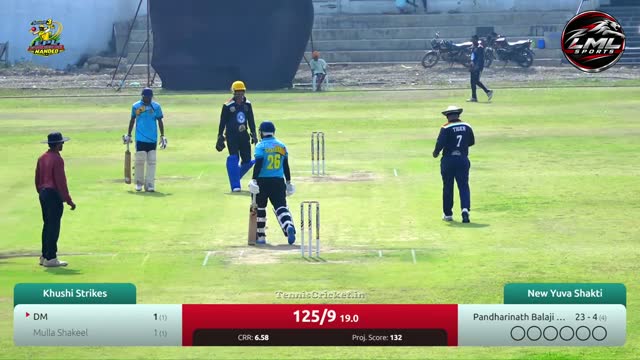 NANDED
LML
SPORTS
TIGER
7
26
TennisCricket.in
Khushi Strikes
New Yuva Shakti
DM 1 (1)
Mulla Shakeel 1 (1)
125/9 19.0
CRR: 6.58 Proj. Score: 132
Pandharinath Balaji ... 23 - 4 (4)